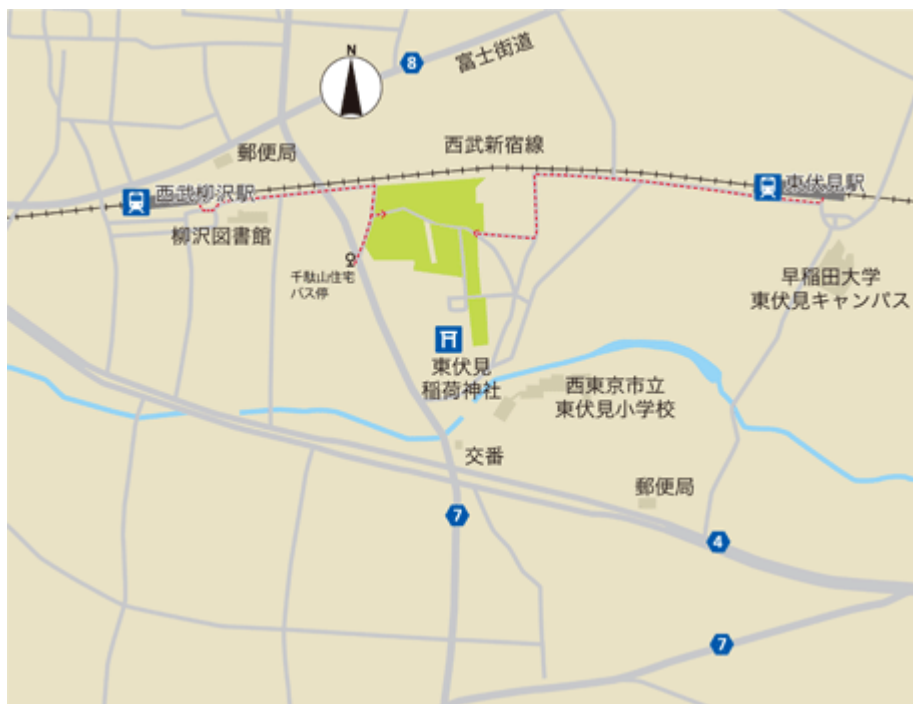 N
富士街道
8
郵便局
西武新宿線
西武柳沢駅
東伏見駅
柳沢図書館
千駄山住宅
バス停
早稲田大学
東伏見キャンパス
東伏見
稲荷神社
西東京市立
東伏見小学校
交番
郵便局
7
4
7